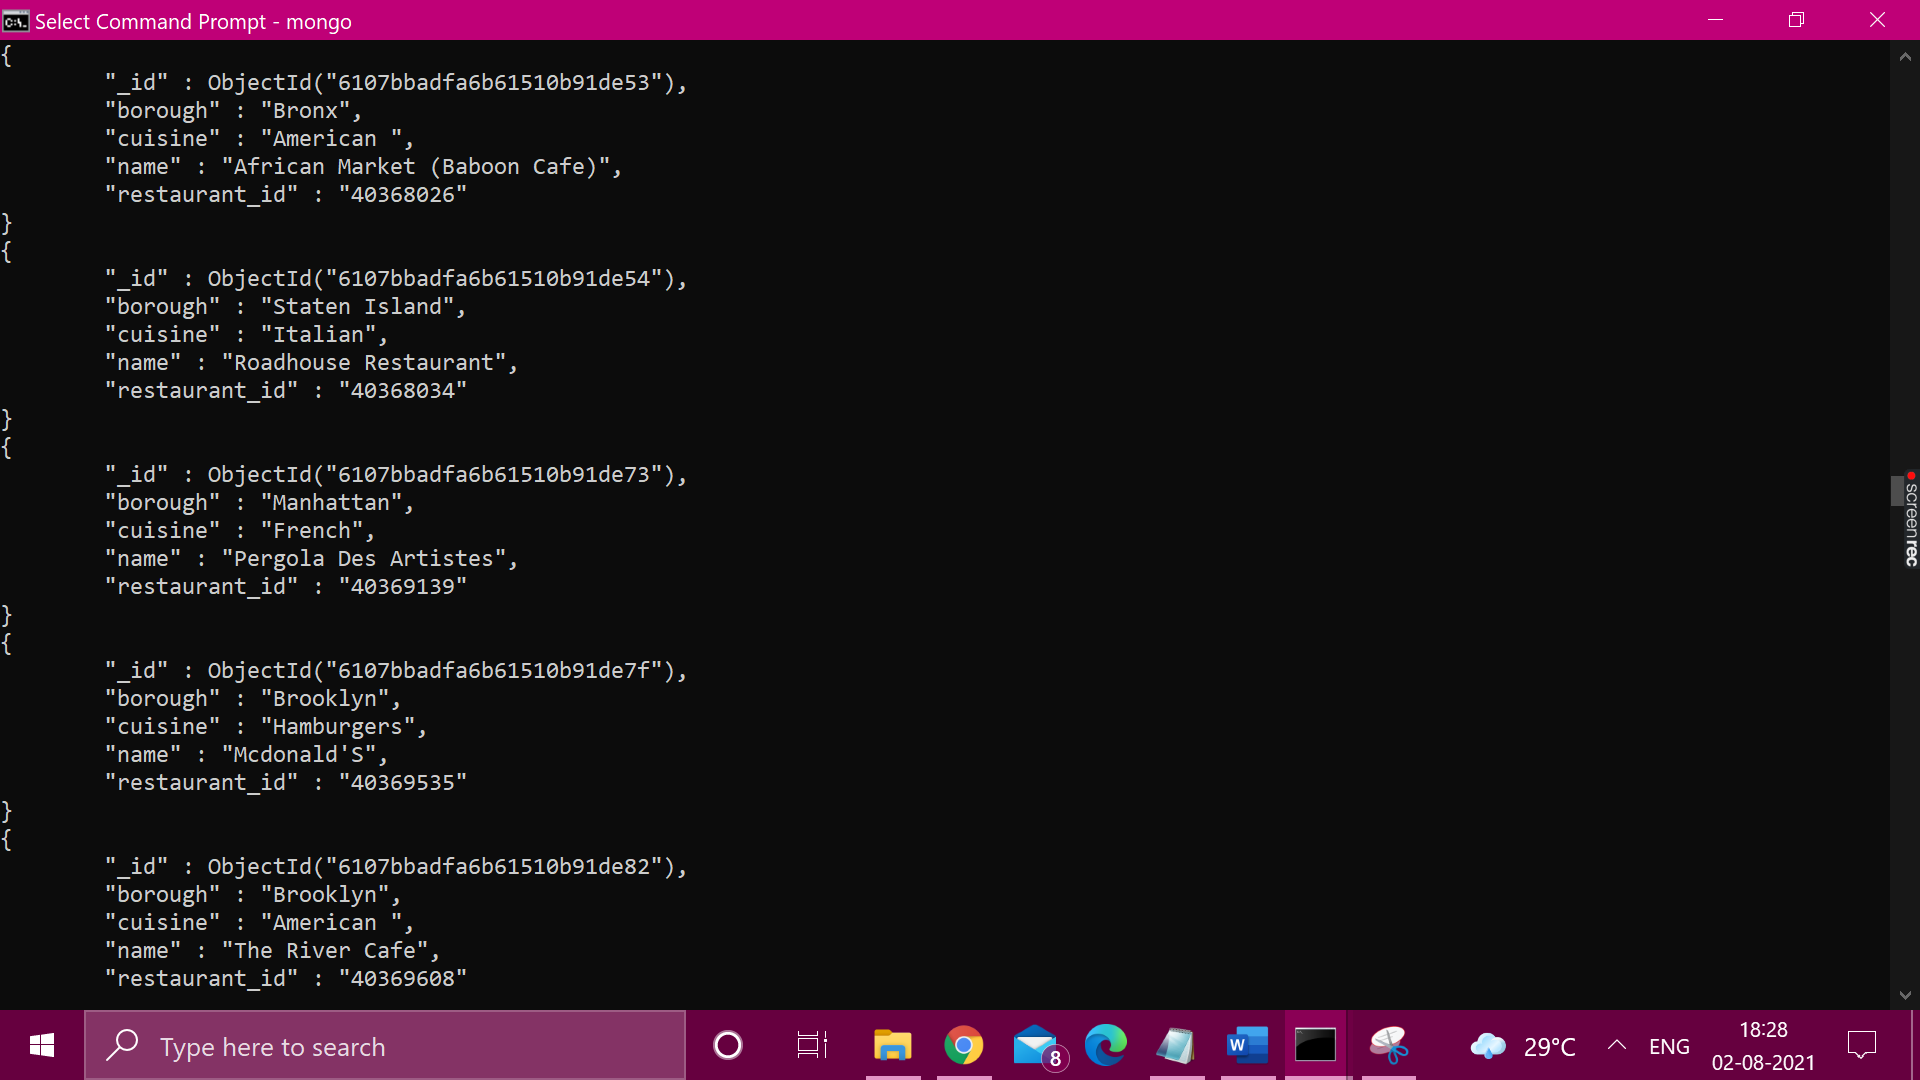 Select Command Prompt - mongo
{
"_id" : ObjectId("6107bbadfa6b61510b91de53"),
"borough" : "Bronx",
"cuisine" : "American ",
"name" : "African Market (Baboon Cafe)",
"restaurant_id" : "40368026"
}
{
"_id" : ObjectId("6107bbadfa6b61510b91de54"),
"borough" : "Staten Island",
"cuisine" : "Italian",
"name" : "Roadhouse Restaurant",
"restaurant_id" : "40368034"
}
{
"_id" : ObjectId("6107bbadfa6b61510b91de73"),
"borough" : "Manhattan",
"cuisine" : "French",
"name" : "Pergola Des Artistes",
"restaurant_id" : "40369139"
}
{
"_id" : ObjectId("6107bbadfa6b61510b91de7f"),
"borough" : "Brooklyn",
"cuisine" : "Hamburgers",
"name" : "Mcdonald'S",
"restaurant_id" : "40369535"
}
{
"_id" : ObjectId("6107bbadfa6b61510b91de82"),
"borough" : "Brooklyn",
"cuisine" : "American ",
"name" : "The River Cafe",
"restaurant_id" : "40369608"
screenrec
Type here to search
8
W
29°C
ENG
18:28
02-08-2021